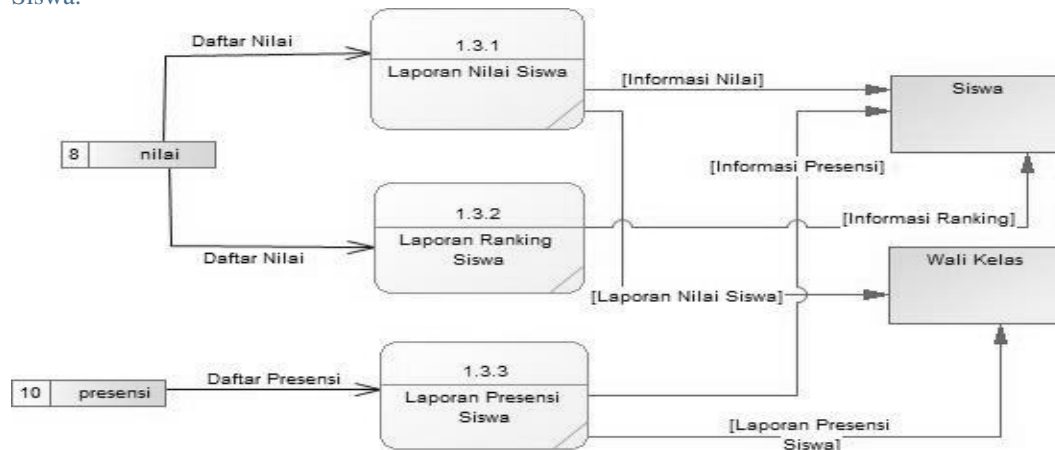 Siswa.
Daftar Nilai
1.3.1
Laporan Nilai Siswa
[Informasi Nilai]
Siswa
8 nilai
[Informasi Presensi]
1.3.2
Laporan Ranking
Siswa
[Informasi Ranking]
Daftar Nilai
Wali Kelas
[Laporan Nilai Siswa]
10 presensi
Daftar Presensi
1.3.3
Laporan Presensi
Siswa
[Laporan Presensi
Siswa]